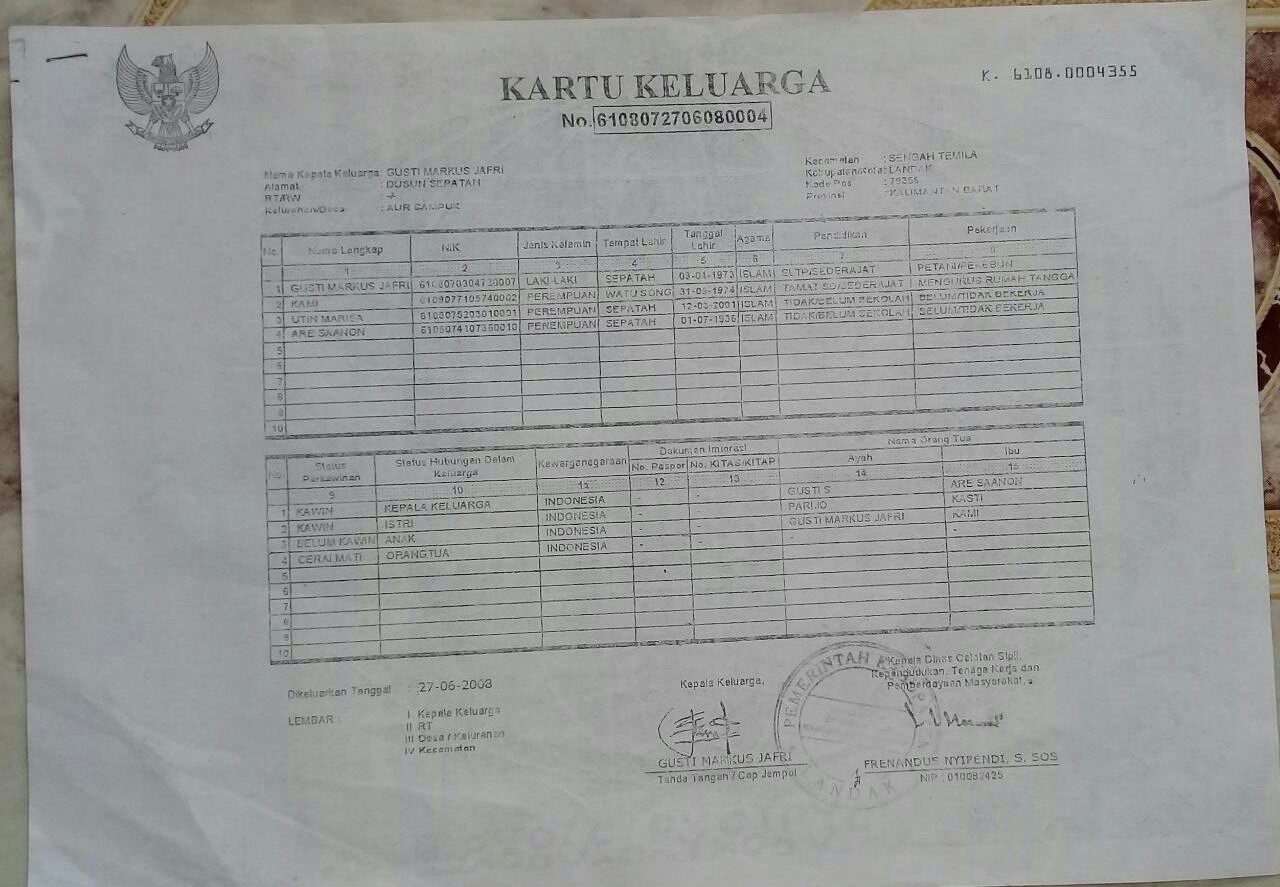 K. 6108.0004355
KARTU KELUARGA
No. 6108072706080004
Nama Kepala Keluarga : GUSTI MARKUS JAFRI
Alamat : DUSUN SEPATAH
RT/RW : -/-
Kelurahan/Desa : AUR SAMPUK
Kecamatan : SENGAH TEMILA
Kabupaten/Kota : LANDAK
Kode Pos : 79356
Provinsi : KALIMANTAN BARAT
No Nama Lengkap NIK Jenis Kelamin Tempat Lahir Tanggal Lahir Agama Pendidikan Pekerjaan
1 2 3 4 5 6 7 8
1 GUSTI MARKUS JAFRI LAKI-LAKI SEPATAH 03-04-1973 ISLAM SLTP/SEDERAJAT PETANI/PEKEBUN
2 KAMI PEREMPUAN WATU SONG 31-05-1974 ISLAM TAMAT SD/SEDERAJAT MENGURUS RUMAH TANGGA
3 UTIN MARISA PEREMPUAN SEPATAH 12-03-2001 ISLAM TIDAK/BELUM SEKOLAH BELUM/TIDAK BEKERJA
4 ARE SAANON PEREMPUAN SEPATAH 01-07-1936 ISLAM TIDAK/BELUM SEKOLAH BELUM/TIDAK BEKERJA
5
6
7
8
9
10
No Status Perkawinan Status Hubungan Dalam Keluarga Kewarganegaraan Dokumen Imigrasi Nama Orang Tua
No. Paspor No. KITAS/KITAP Ayah Ibu
9 10 11 12 13 14 15
1 KAWIN KEPALA KELUARGA INDONESIA - - GUSTI S ARE SAANON
2 KAWIN ISTRI INDONESIA - - PARIJO KASTI
3 BELUM KAWIN ANAK INDONESIA - - GUSTI MARKUS JAFRI KAMI
4 CERAI MATI ORANGTUA INDONESIA - - - -
5
6
7
8
9
10
Dikeluarkan Tanggal : 27-06-2008
LEMBAR : I Kepala Keluarga
II RT
III Desa / Kelurahan
IV Kecamatan
Kepala Keluarga,
GUSTI MARKUS JAFRI
Tanda Tangan / Cap Jempol
Kepala Dinas Catatan Sipil,
Kependudukan, Tenaga Kerja dan
Pemberdayaan Masyarakat,
PEMERINTAH KABUPATEN
LANDAK
FRENANDUS NYIPENDI, S. SOS
NIP : 010082425